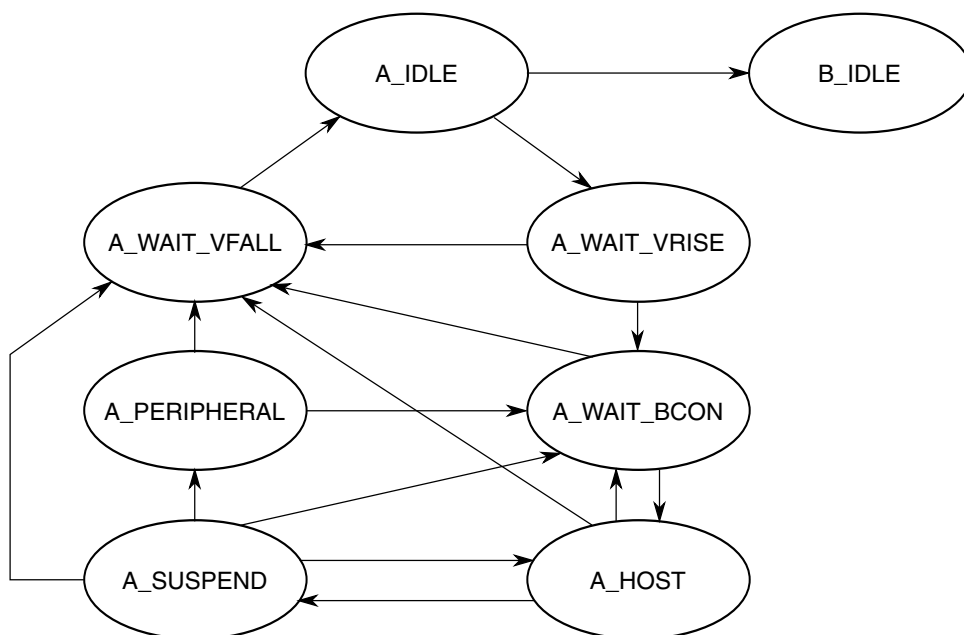 A_IDLE
B_IDLE
A_WAIT_VFALL
A_WAIT_VRISE
A_PERIPHERAL
A_WAIT_BCON
A_SUSPEND
A_HOST